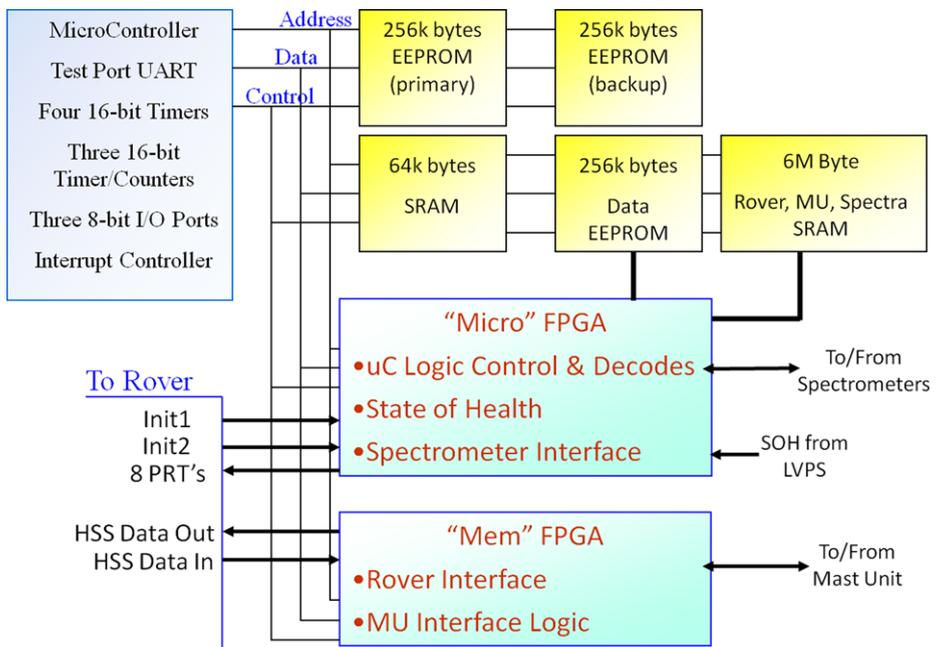 MicroController
Test Port UART
Four 16-bit Timers
Three 16-bit
Timer/Counters
Three 8-bit I/O Ports
Interrupt Controller
Address
Data
Control
256k bytes
EEPROM
(primary)
256k bytes
EEPROM
(backup)
64k bytes
SRAM
256k bytes
Data
EEPROM
6M Byte
Rover, MU, Spectra
SRAM
“Micro” FPGA
•uC Logic Control & Decodes
•State of Health
•Spectrometer Interface
To/From
Spectrometers
SOH from
LVPS
To Rover
Init1
Init2
8 PRT’s
HSS Data Out
HSS Data In
“Mem” FPGA
•Rover Interface
•MU Interface Logic
To/From
Mast Unit